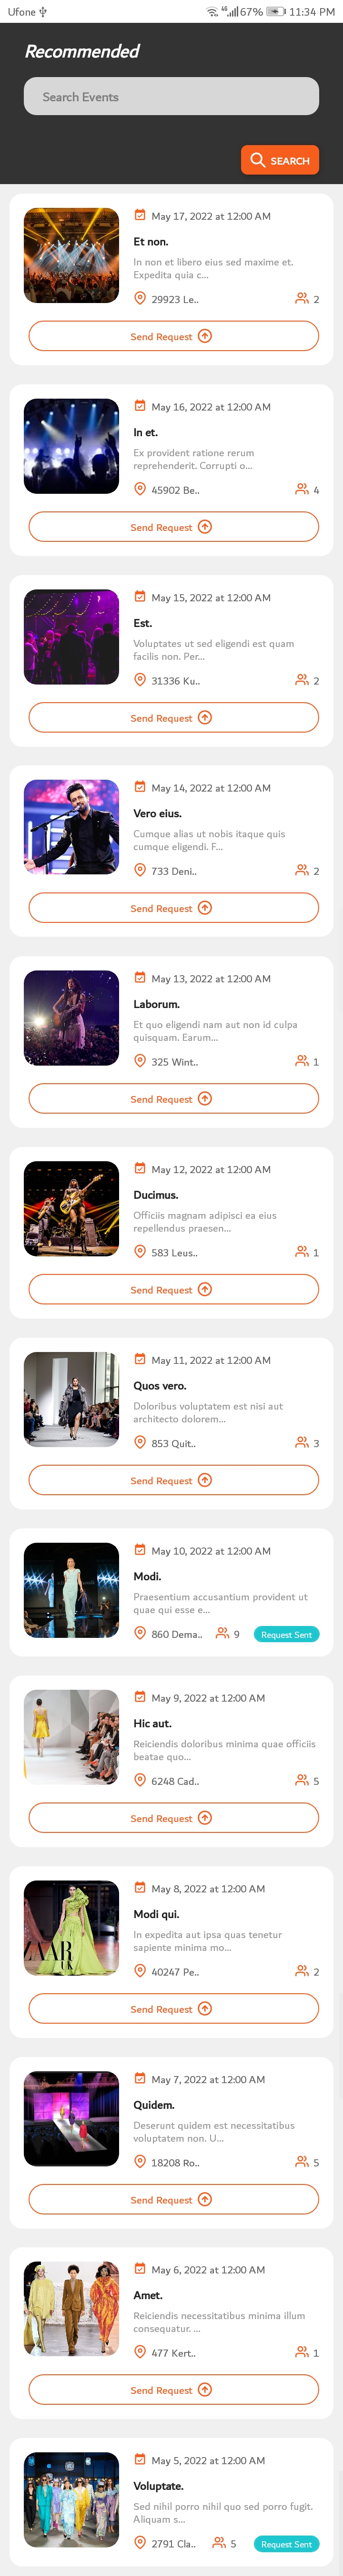 Ufone 4G 67% 11:34 PM
Recommended
Search Events
SEARCH
May 17, 2022 at 12:00 AM
Et non.
In non et libero eius sed maxime et.
Expedita quia c...
29923 Le.. 2
Send Request
May 16, 2022 at 12:00 AM
In et.
Ex provident ratione rerum
reprehenderit. Corrupti o...
45902 Be.. 4
Send Request
May 15, 2022 at 12:00 AM
Est.
Voluptates ut sed eligendi est quam
facilis non. Per...
31336 Ku.. 2
Send Request
May 14, 2022 at 12:00 AM
Vero eius.
Cumque alias ut nobis itaque quis
cumque eligendi. F...
733 Deni.. 2
Send Request
May 13, 2022 at 12:00 AM
Laborum.
Et quo eligendi nam aut non id culpa
quisquam. Earum...
325 Wint.. 1
Send Request
May 12, 2022 at 12:00 AM
Ducimus.
Officiis magnam adipisci ea eius
repellendus praesen...
583 Leus.. 1
Send Request
May 11, 2022 at 12:00 AM
Quos vero.
Doloribus voluptatem est nisi aut
architecto dolorem...
853 Quit.. 3
Send Request
May 10, 2022 at 12:00 AM
Modi.
Praesentium accusantium provident ut
quae qui esse e...
860 Dema.. 9 Request Sent
May 9, 2022 at 12:00 AM
Hic aut.
Reiciendis doloribus minima quae officiis
beatae quo...
6248 Cad.. 5
Send Request
May 8, 2022 at 12:00 AM
Modi qui.
In expedita aut ipsa quas tenetur
sapiente minima mo...
ZAAR
UK
40247 Pe.. 2
Send Request
May 7, 2022 at 12:00 AM
Quidem.
Deserunt quidem est necessitatibus
voluptatem non. U...
18208 Ro.. 5
Send Request
May 6, 2022 at 12:00 AM
Amet.
Reiciendis necessitatibus minima illum
consequatur. ...
477 Kert.. 1
Send Request
May 5, 2022 at 12:00 AM
Voluptate.
Sed nihil porro nihil quo sed porro fugit.
Aliquam s...
2791 Cla.. 5 Request Sent